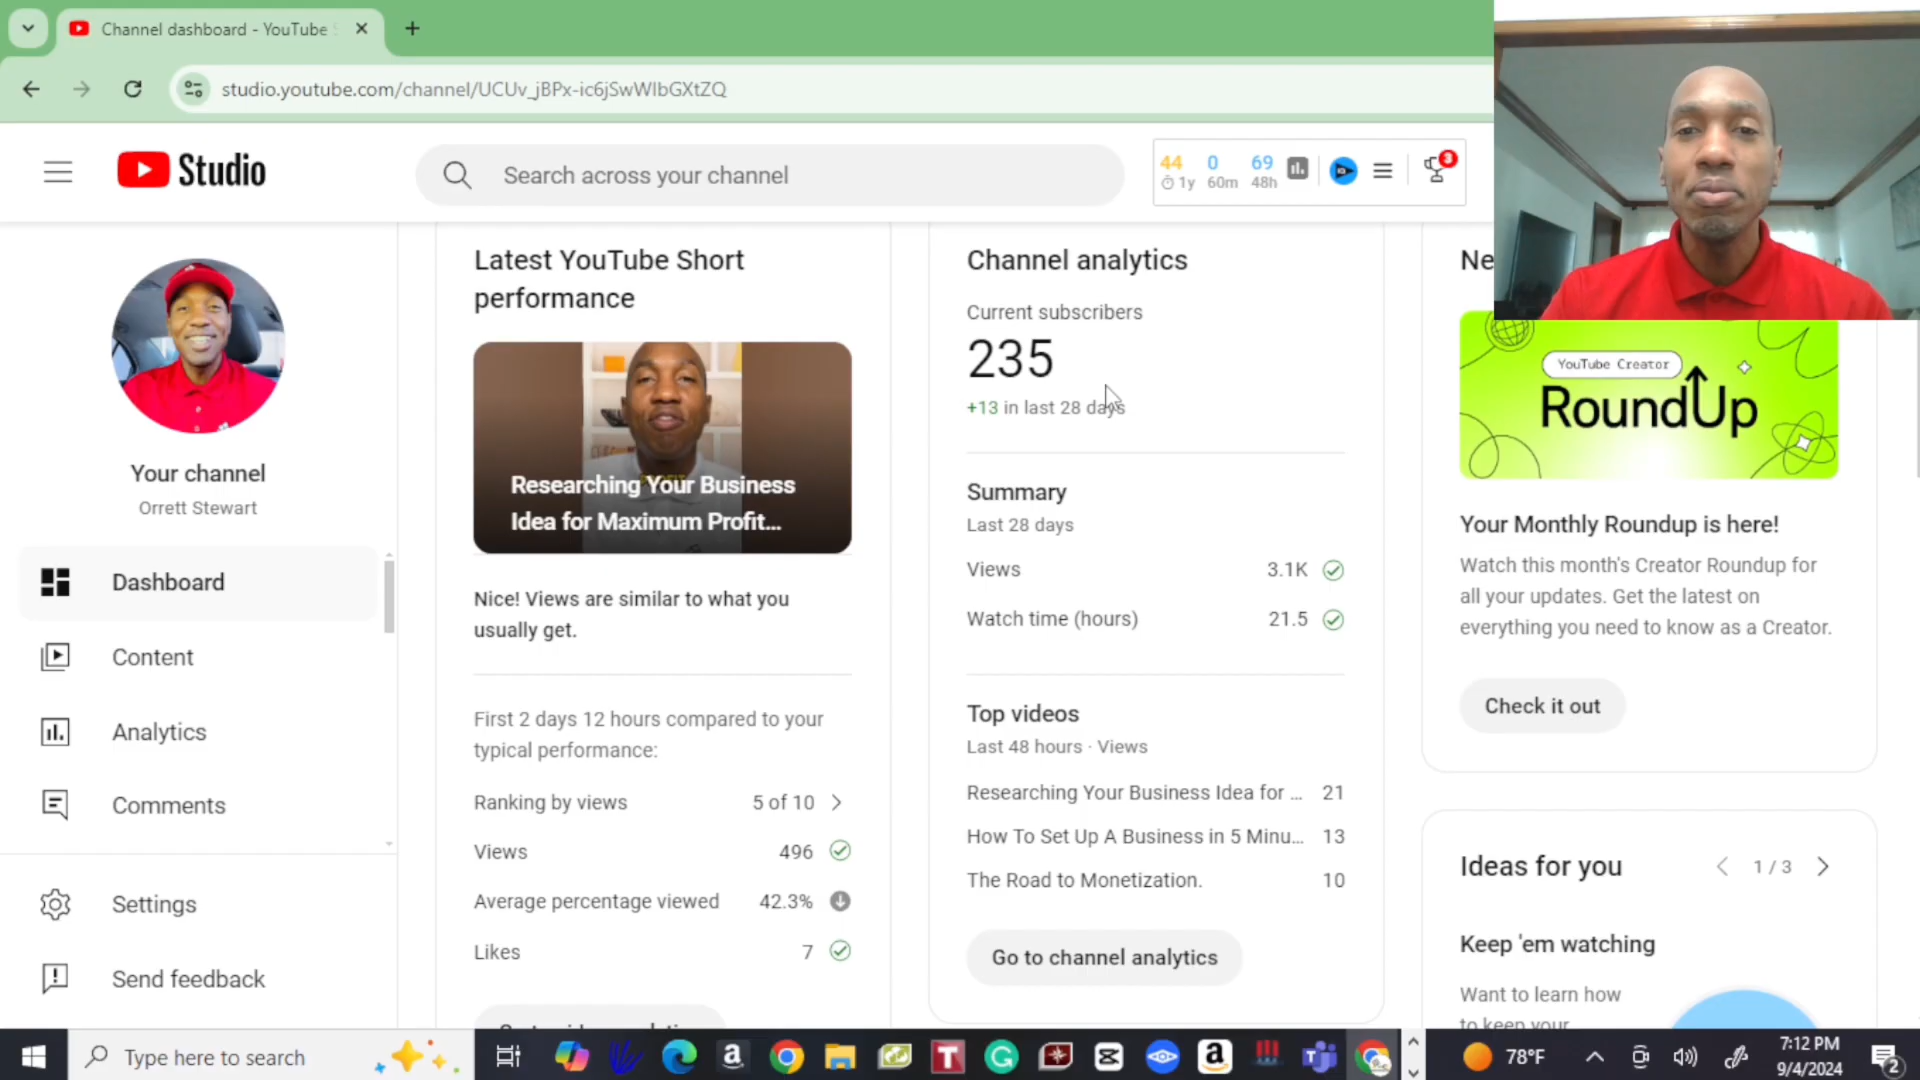 Channel dashboard - YouTube
studio.youtube.com/channel/UCUv_jBPx-ic6jSwWIbGXtZQ
Studio
Search across your channel
44 0 69
1y 60m 48h
3
Your channel
Orrett Stewart
Dashboard
Content
Analytics
Comments
Settings
Send feedback
Latest YouTube Short
performance
Researching Your Business
Idea for Maximum Profit...
Nice! Views are similar to what you
usually get.
First 2 days 12 hours compared to your
typical performance:
Ranking by views 5 of 10
Views 496
Average percentage viewed 42.3%
Likes 7
Channel analytics
Current subscribers
235
+13 in last 28 days
Summary
Last 28 days
Views 3.1K
Watch time (hours) 21.5
Top videos
Last 48 hours · Views
Researching Your Business Idea for ... 21
How To Set Up A Business in 5 Minu... 13
The Road to Monetization. 10
Go to channel analytics
Ne
YouTube Creator
RoundUp
Your Monthly Roundup is here!
Watch this month's Creator Roundup for
all your updates. Get the latest on
everything you need to know as a Creator.
Check it out
Ideas for you 1 / 3
Keep 'em watching
Want to learn how
to keep your
Type here to search
78°F
7:12 PM
9/4/2024
2